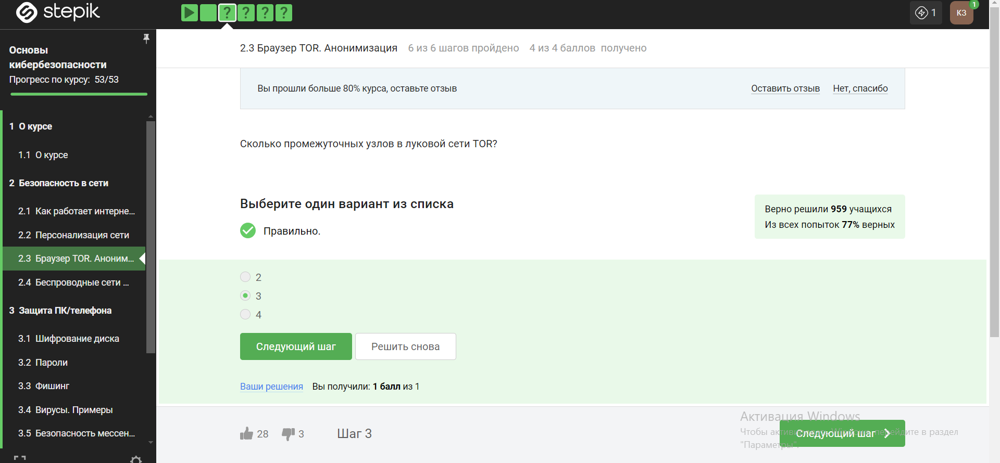 stepik
? ? ? ?
1
КЗ
1
Основы
кибербезопасности
Прогресс по курсу: 53/53
1 О курсе
1.1 О курсе
2 Безопасность в сети
2.1 Как работает интерне...
2.2 Персонализация сети
2.3 Браузер TOR. Аноним...
2.4 Беспроводные сети ...
3 Защита ПК/телефона
3.1 Шифрование диска
3.2 Пароли
3.3 Фишинг
3.4 Вирусы. Примеры
3.5 Безопасность мессен...
2.3 Браузер TOR. Анонимизация 6 из 6 шагов пройдено 4 из 4 баллов получено
Вы прошли больше 80% курса, оставьте отзыв Оставить отзыв Нет, спасибо
Сколько промежуточных узлов в луковой сети TOR?
Выберите один вариант из списка
Правильно.
Верно решили 959 учащихся
Из всех попыток 77% верных
2
3
4
Следующий шаг Решить снова
Ваши решения Вы получили: 1 балл из 1
28 3 Шаг 3
Следующий шаг
Активация Windows
Чтобы активировать Windows, перейдите в раздел
"Параметры".